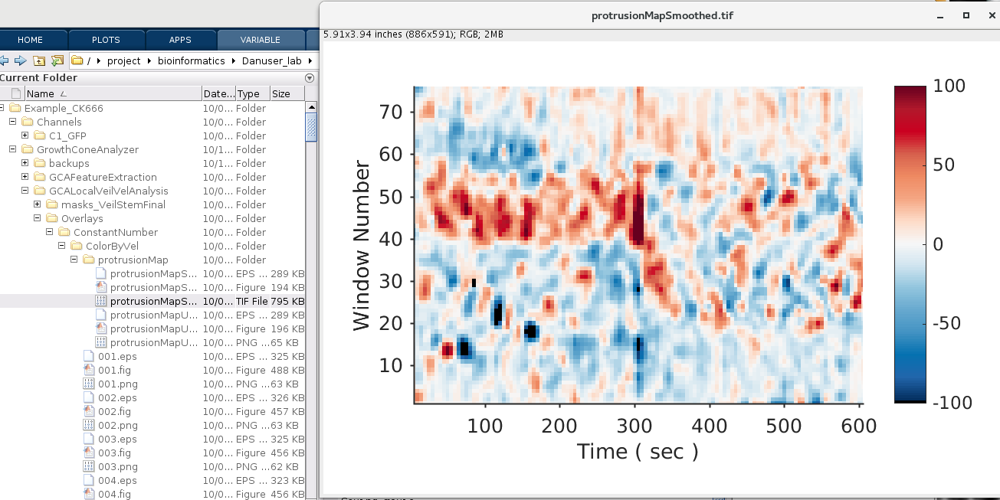 protrusionMapSmoothed.tif
5.91x3.94 inches (886x591); RGB; 2MB
HOME PLOTS APPS VARIABLE
/ project bioinformatics Danuser_lab
Current Folder
Name Date... Type Size
Example_CK666 10/0... Folder
Channels 10/0... Folder
C1_GFP 10/0... Folder
GrowthConeAnalyzer 10/1... Folder
backups 10/1... Folder
GCAFeatureExtraction 10/0... Folder
GCALocalVeilVelAnalysis 10/0... Folder
masks_VeilStemFinal 10/0... Folder
Overlays 10/0... Folder
ConstantNumber 10/0... Folder
ColorByVel 10/0... Folder
protrusionMap 10/0... Folder
protrusionMapS... 10/0... EPS ... 289 KB
protrusionMapS... 10/0... Figure 194 KB
protrusionMapS... 10/0... TIF File 795 KB
protrusionMapU... 10/0... EPS ... 289 KB
protrusionMapU... 10/0... Figure 196 KB
protrusionMapU... 10/0... PNG ... 65 KB
001.eps 10/0... EPS ... 325 KB
001.fig 10/0... Figure 488 KB
001.png 10/0... PNG ... 63 KB
002.eps 10/0... EPS ... 326 KB
002.fig 10/0... Figure 457 KB
002.png 10/0... PNG ... 63 KB
003.eps 10/0... EPS ... 325 KB
003.fig 10/0... Figure 456 KB
003.png 10/0... PNG ... 62 KB
004.eps 10/0... EPS ... 323 KB
004.fig 10/0... Figure 456 KB
Window Number
70
60
50
40
30
20
10
100 200 300 400 500 600
Time ( sec )
100
50
0
-50
-100